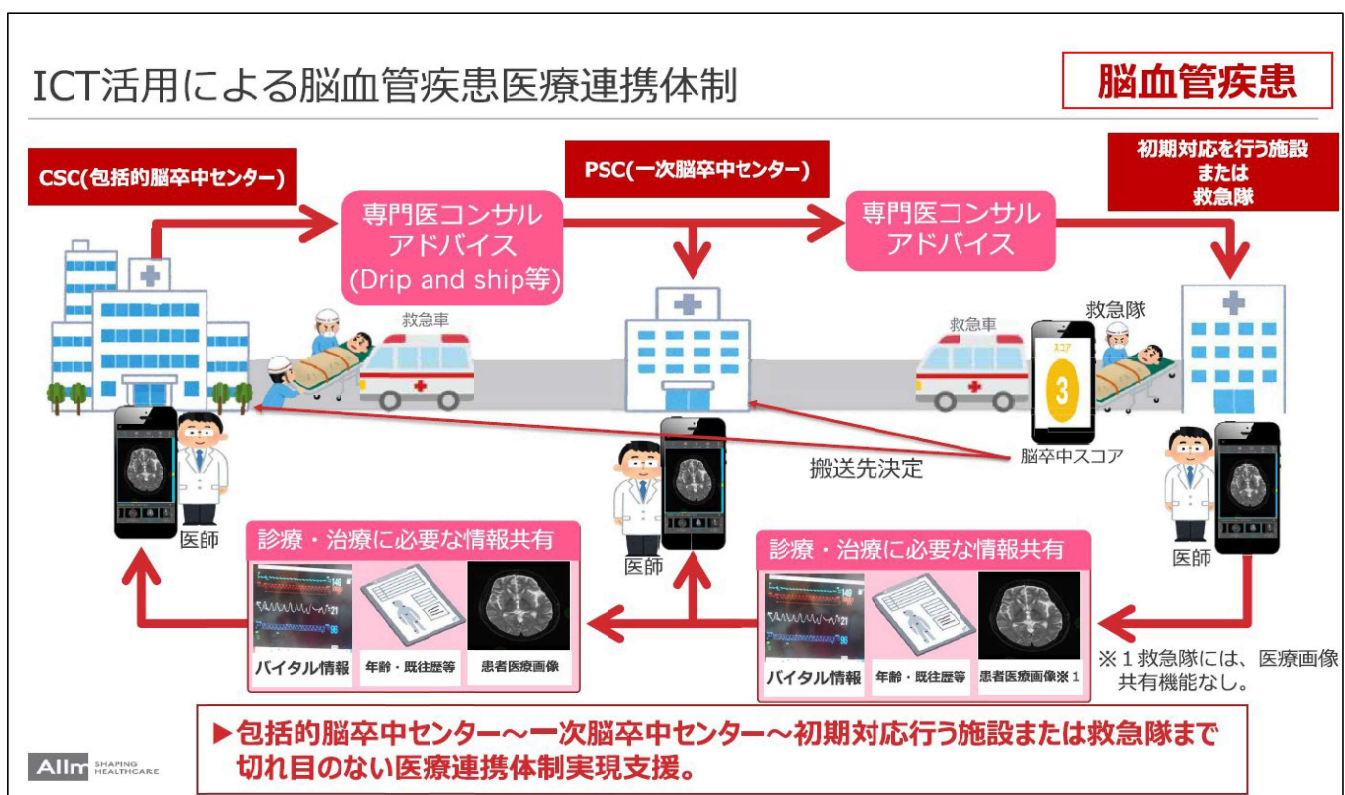 ICT活用による脳血管疾患医療連携体制
脳血管疾患
CSC(包括的脳卒中センター)
PSC(一次脳卒中センター)
初期対応を行う施設
または
救急隊
専門医コンサル
アドバイス
(Drip and ship等)
専門医コンサル
アドバイス
救急車
救急車
救急隊
スコア
3
脳卒中スコア
搬送先決定
医師
医師
医師
診療・治療に必要な情報共有
146
21
98
バイタル情報
年齢・既往歴等
患者医療画像
診療・治療に必要な情報共有
149
21
98
バイタル情報
年齢・既往歴等
患者医療画像※1
※1救急隊には、医療画像
共有機能なし。
▶包括的脳卒中センター～一次脳卒中センター～初期対応行う施設または救急隊まで
切れ目のない医療連携体制実現支援。
Allm SHAPING
HEALTHCARE